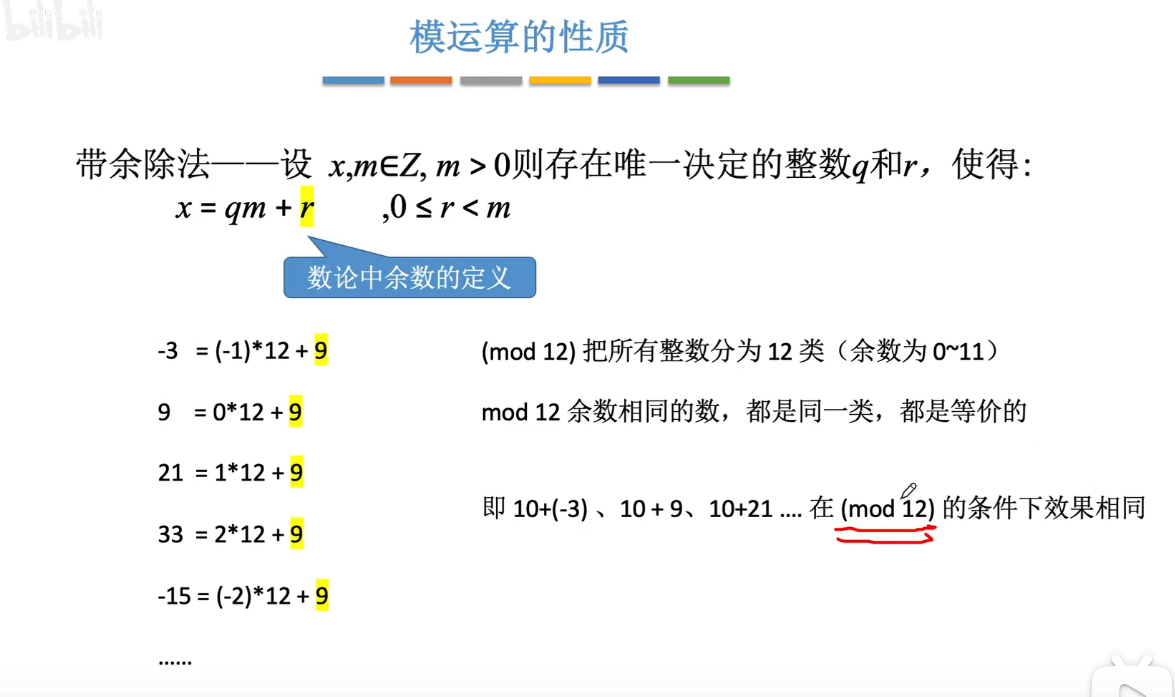 bilibili
模运算的性质
带余除法——设 x,m∈Z, m > 0则存在唯一决定的整数q和r，使得:
x = qm + r ,0 ≤ r < m
数论中余数的定义
-3 = (-1)*12 + 9
(mod 12) 把所有整数分为 12 类（余数为 0~11）
9 = 0*12 + 9
mod 12 余数相同的数，都是同一类，都是等价的
21 = 1*12 + 9
即 10+(-3) 、10 + 9、10+21 .... 在 (mod 12) 的条件下效果相同
33 = 2*12 + 9
-15 = (-2)*12 + 9
......